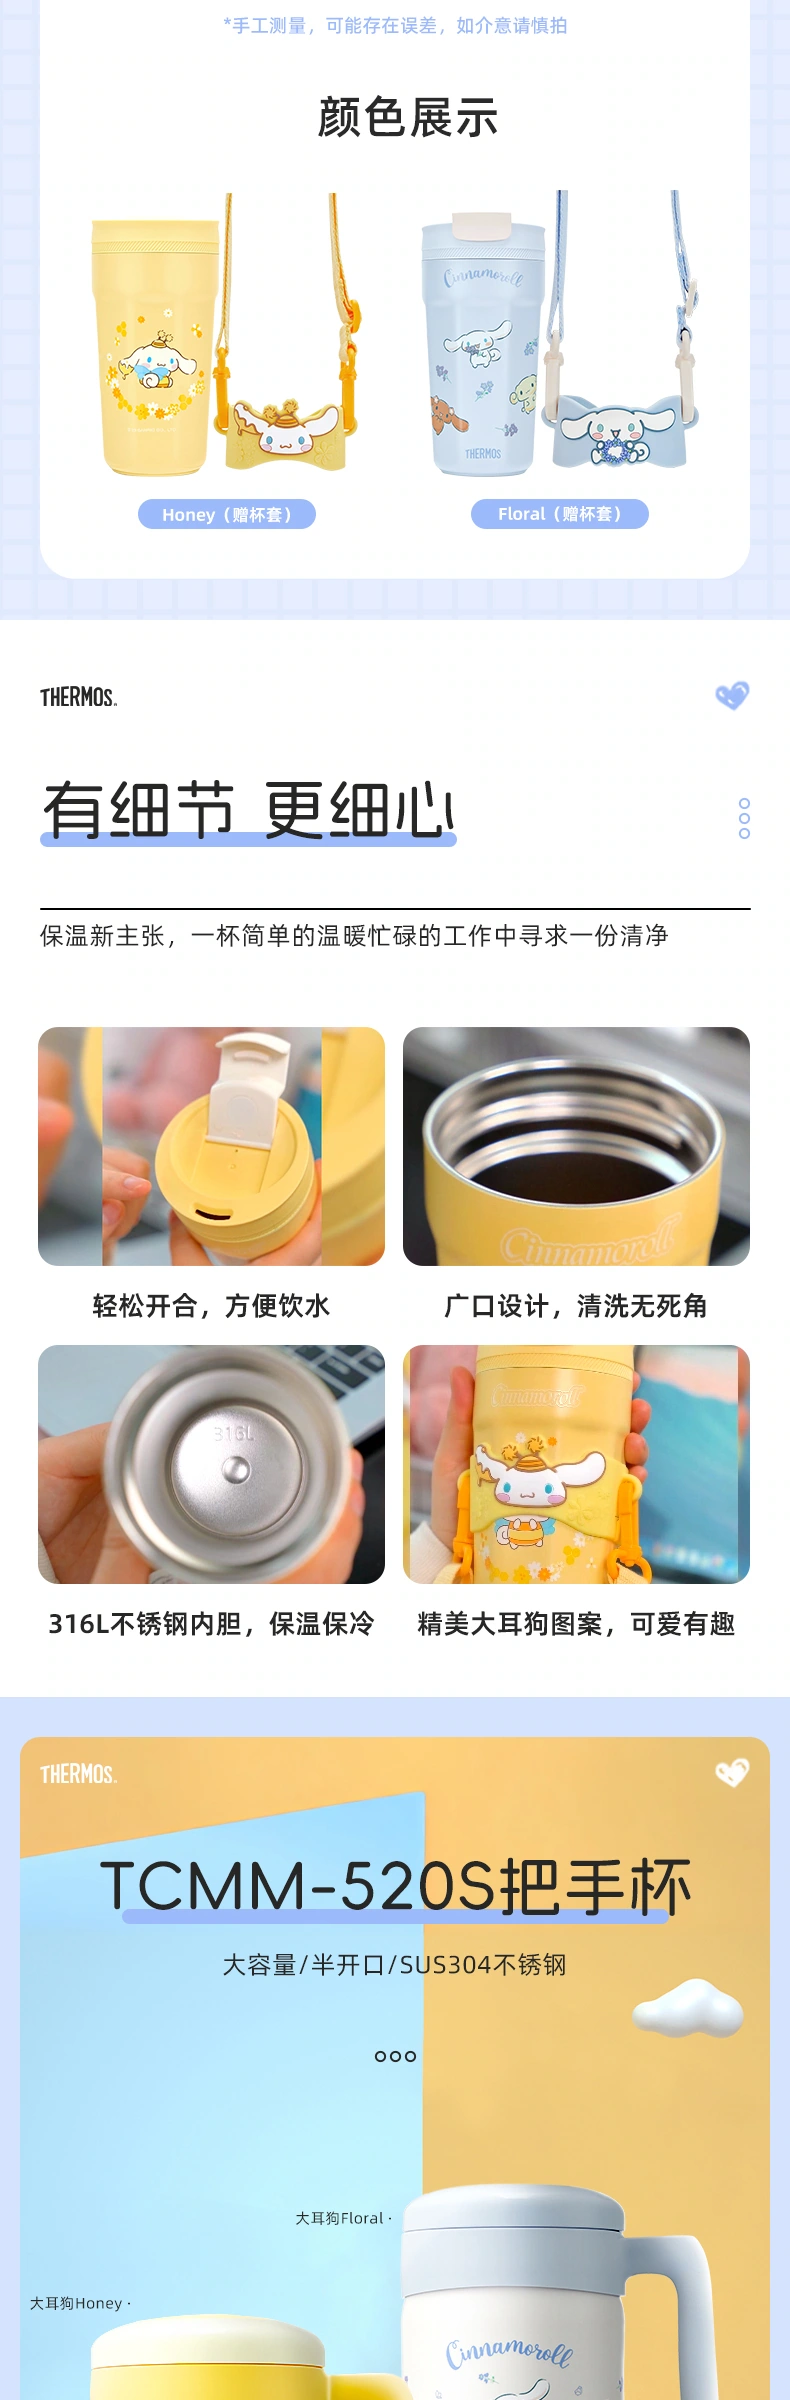 *手工测量，可能存在误差，如介意请慎拍
颜色展示
Cinnamoroll
THERMOS
Honey（赠杯套）
Floral（赠杯套）
THERMOS
有细节 更细心
保温新主张，一杯简单的温暖忙碌的工作中寻求一份清净
Cinnamoroll
轻松开合，方便饮水
广口设计，清洗无死角
316L
Cinnamoroll
316L不锈钢内胆，保温保冷
精美大耳狗图案，可爱有趣
THERMOS
TCMM-520S把手杯
大容量/半开口/SUS304不锈钢
大耳狗Floral·
大耳狗Honey·
Cinnamoroll